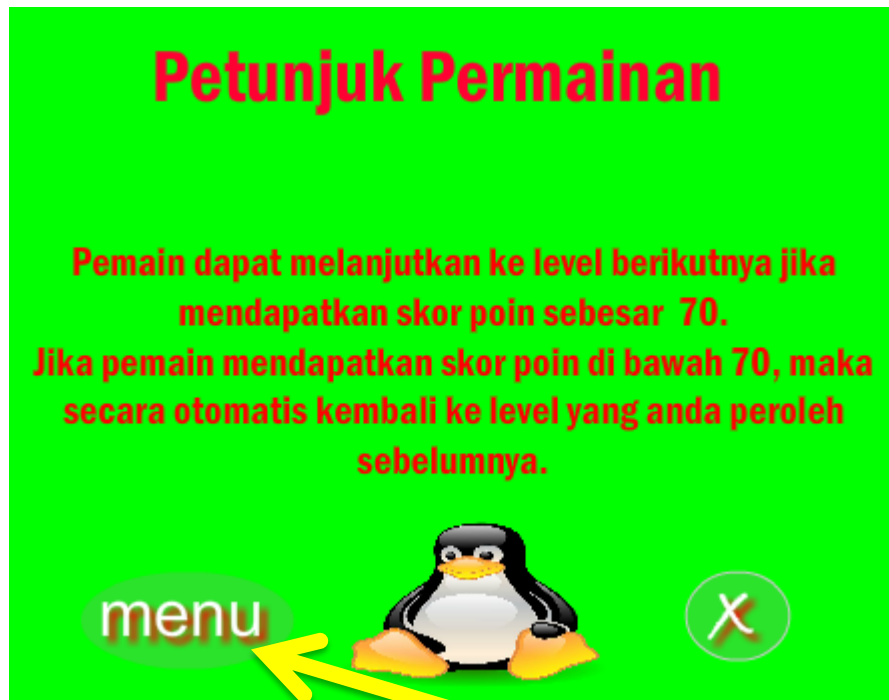 Petunjuk Permainan
Pemain dapat melanjutkan ke level berikutnya jika
mendapatkan skor poin sebesar 70.
Jika pemain mendapatkan skor poin di bawah 70, maka
secara otomatis kembali ke level yang anda peroleh
sebelumnya.
menu
X